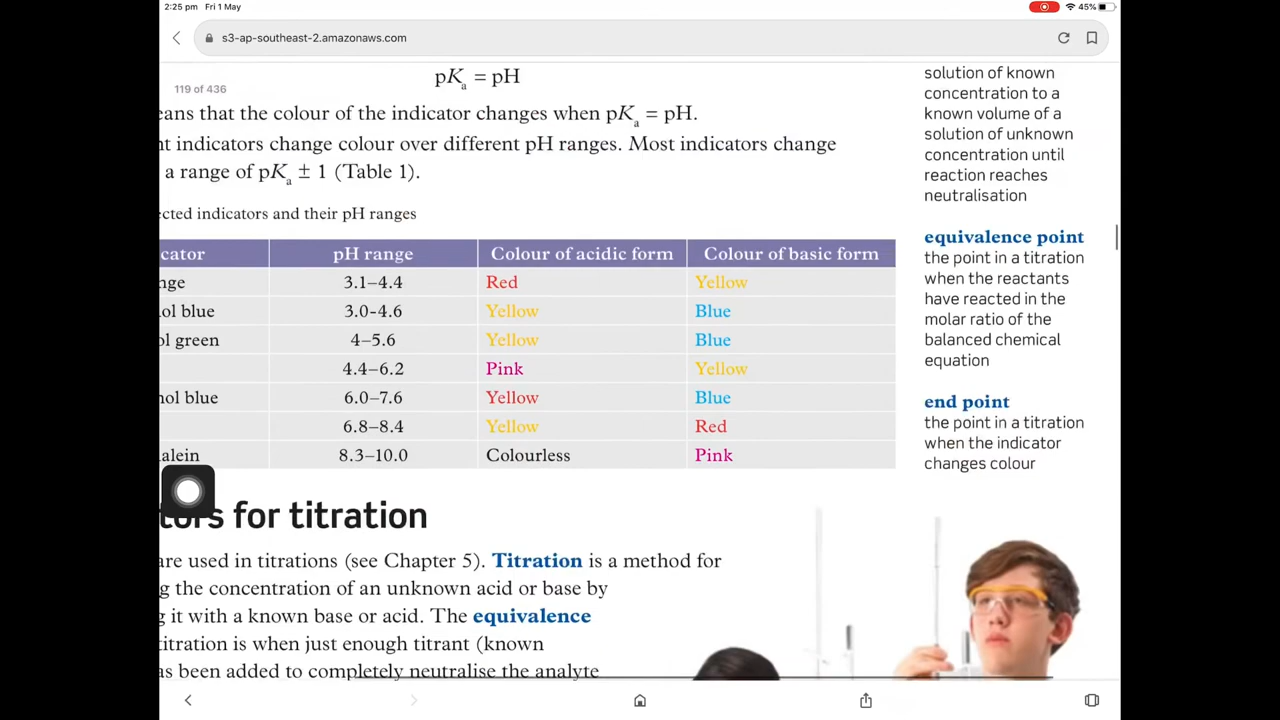 2:25 pm Fri 1 May
45%
s3-ap-southeast-2.amazonaws.com
119 of 436
pKa = pH
eans that the colour of the indicator changes when pKa = pH.
nt indicators change colour over different pH ranges. Most indicators change
a range of pKa ± 1 (Table 1).
ected indicators and their pH ranges
cator pH range Colour of acidic form Colour of basic form
nge 3.1–4.4 Red Yellow
ol blue 3.0-4.6 Yellow Blue
ol green 4–5.6 Yellow Blue
4.4–6.2 Pink Yellow
nol blue 6.0–7.6 Yellow Blue
6.8–8.4 Yellow Red
alein 8.3–10.0 Colourless Pink
tors for titration
are used in titrations (see Chapter 5). Titration is a method for
g the concentration of an unknown acid or base by
g it with a known base or acid. The equivalence
titration is when just enough titrant (known
as been added to completely neutralise the analyte
solution of known
concentration to a
known volume of a
solution of unknown
concentration until
reaction reaches
neutralisation
equivalence point
the point in a titration
when the reactants
have reacted in the
molar ratio of the
balanced chemical
equation
end point
the point in a titration
when the indicator
changes colour